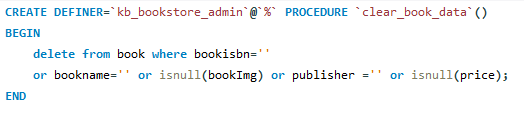 CREATE DEFINER=`kb_bookstore_admin`@`%` PROCEDURE `clear_book_data`()
BEGIN
    delete from book where bookisbn=''
    or bookname='' or isnull(bookImg) or publisher ='' or isnull(price);
END